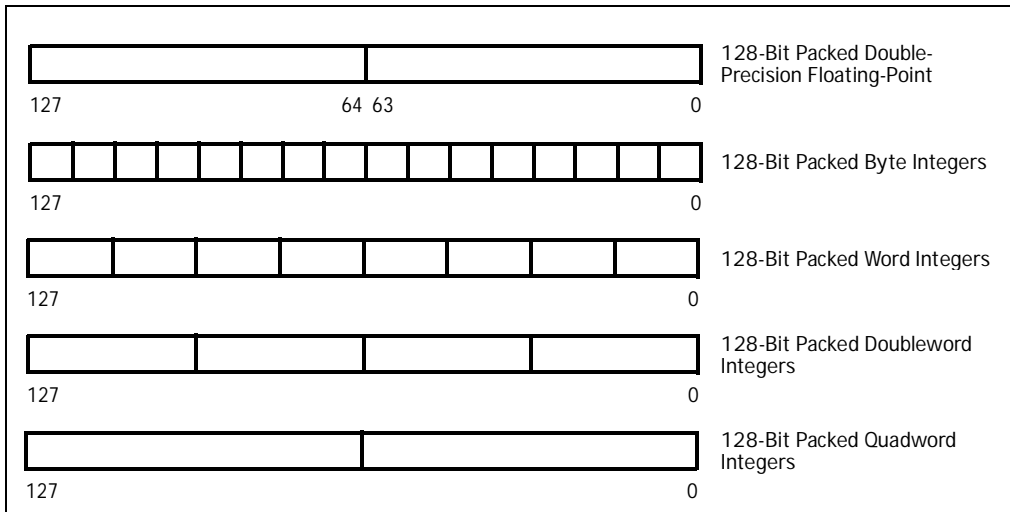 128-Bit Packed Double-
Precision Floating-Point
127 64 63 0
128-Bit Packed Byte Integers
127 0
128-Bit Packed Word Integers
127 0
128-Bit Packed Doubleword
Integers
127 0
128-Bit Packed Quadword
Integers
127 0